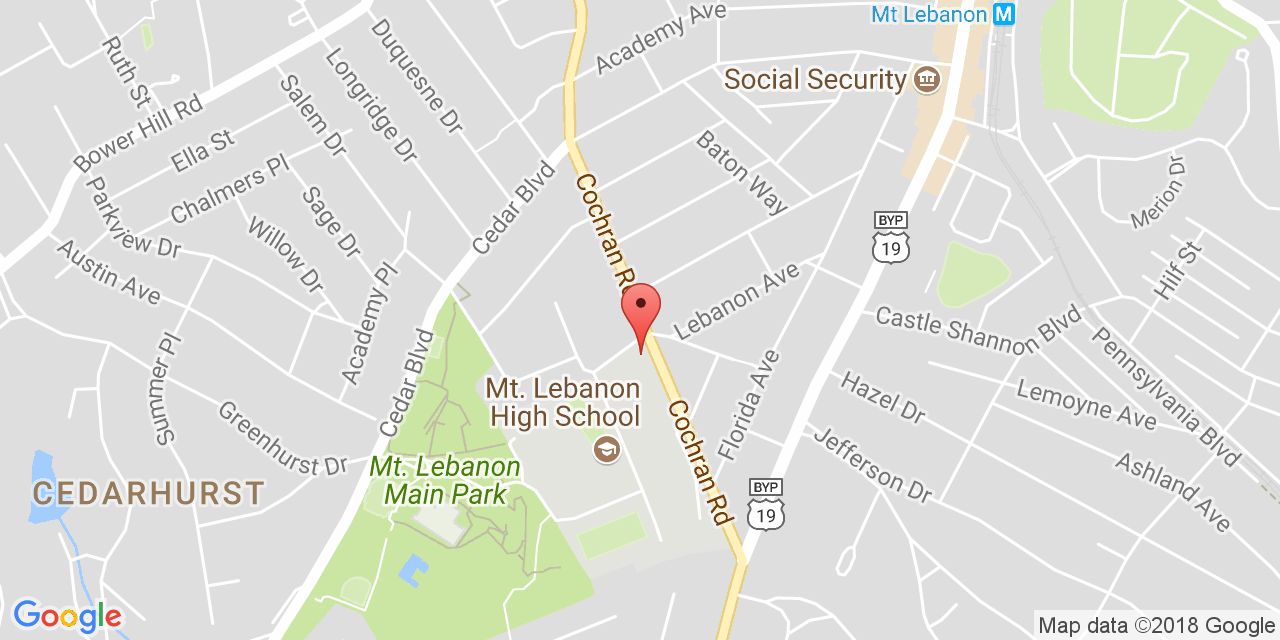 Mt Lebanon M
Academy Ave
Duquesne Dr
Ruth St
Longridge Dr
Social Security
Salem Dr
Bower Hill Rd
Ella St
Baton Way
Chalmers Pl
Merion Dr
Cedar Blvd
Cochran Rd
Parkview Dr
Sage Dr
BYP
19
Willow Dr
Austin Ave
Hilf St
Academy Pl
Lebanon Ave
Castle Shannon Blvd
Pennsylvania Blvd
Summer Pl
Cedar Blvd
Mt. Lebanon
High School
Florida Ave
Hazel Dr
Lemoyne Ave
Greenhurst Dr
Cochran Rd
Jefferson Dr
Ashland Ave
Mt. Lebanon
Main Park
CEDARHURST
BYP
19
Google
Map data ©2018 Google